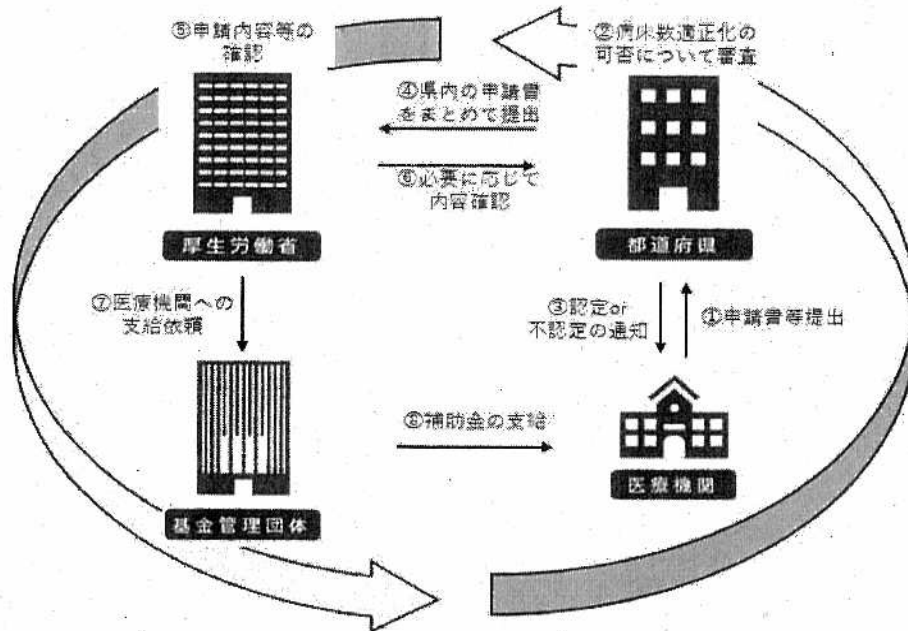 ⑤申請内容等の
確認
②病床数適正化の
可否について審査
④県内の申請書
をまとめて提出
⑥必要に応じて
内容確認
厚生労働省
都道府県
⑦医療機関への
支給依頼
③認定or
不認定の通知
①申請書等提出
⑧補助金の支給
医療機関
基金管理団体